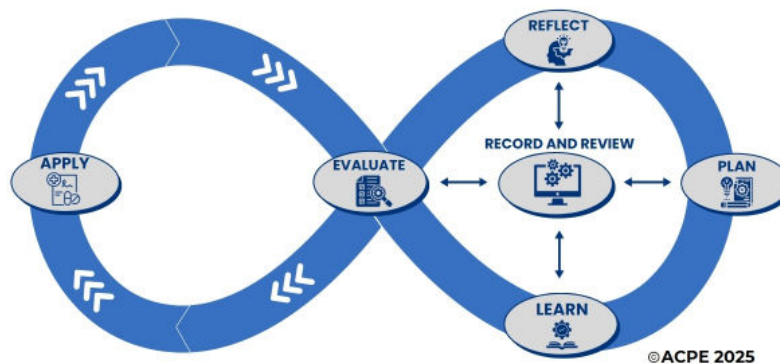 REFLECT
RECORD AND REVIEW
APPLY
EVALUATE
PLAN
LEARN
©ACPE 2025